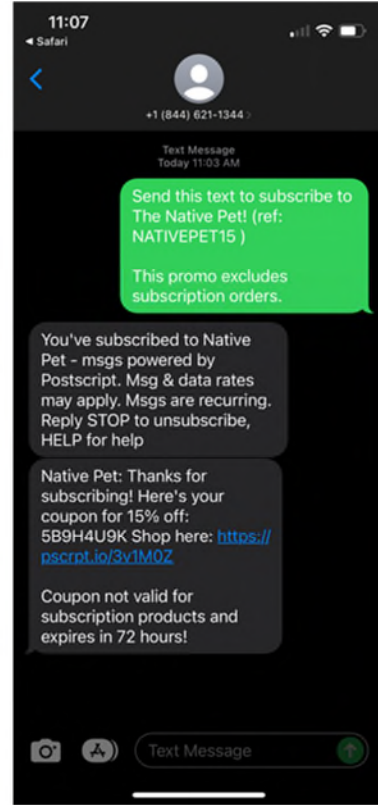 11:07
◀ Safari
+1 (844) 621-1344 >
Text Message
Today 11:03 AM
Send this text to subscribe to
The Native Pet! (ref:
NATIVEPET15 )
This promo excludes
subscription orders.
You've subscribed to Native
Pet - msgs powered by
Postscript. Msg & data rates
may apply. Msgs are recurring.
Reply STOP to unsubscribe,
HELP for help
Native Pet: Thanks for
subscribing! Here's your
coupon for 15% off:
5B9H4U9K Shop here: https://
pscrpt.io/3v1M0Z
Coupon not valid for
subscription products and
expires in 72 hours!
Text Message